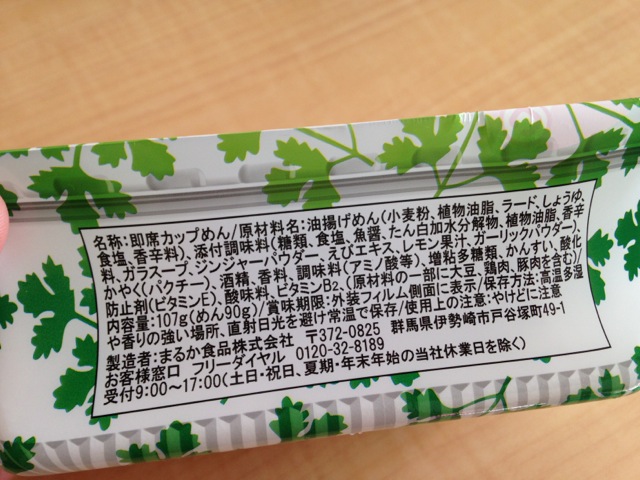 名称:即席カップめん/原材料名:油揚げめん(小麦粉、植物油脂、ラード、しょうゆ、
食塩、香辛料)、添付調味料(糖類、食塩、魚醤、たん白加水分解物、植物油脂、香辛
料、ガラスープ、ジンジャーパウダー、えびエキス、レモン果汁、ガーリックパウダー)、
かやく(パクチー)、酒精、香料、調味料(アミノ酸等)、増粘多糖類、かんすい、酸化
防止剤(ビタミンE)、酸味料、ビタミンB2、(原材料の一部に大豆、鶏肉、豚肉を含む)/
内容量:107g(めん90g)/賞味期限:外装フィルム側面に表示/保存方法:高温多湿
や香りの強い場所、直射日光を避け常温で保存/使用上の注意:やけどに注意
製造者:まるか食品株式会社 〒372-0825 群馬県伊勢崎市戸谷塚町49-1
お客様窓口 フリーダイヤル 0120-32-8189
受付9:00〜17:00(土日・祝日、夏期・年末年始の当社休業日を除く)